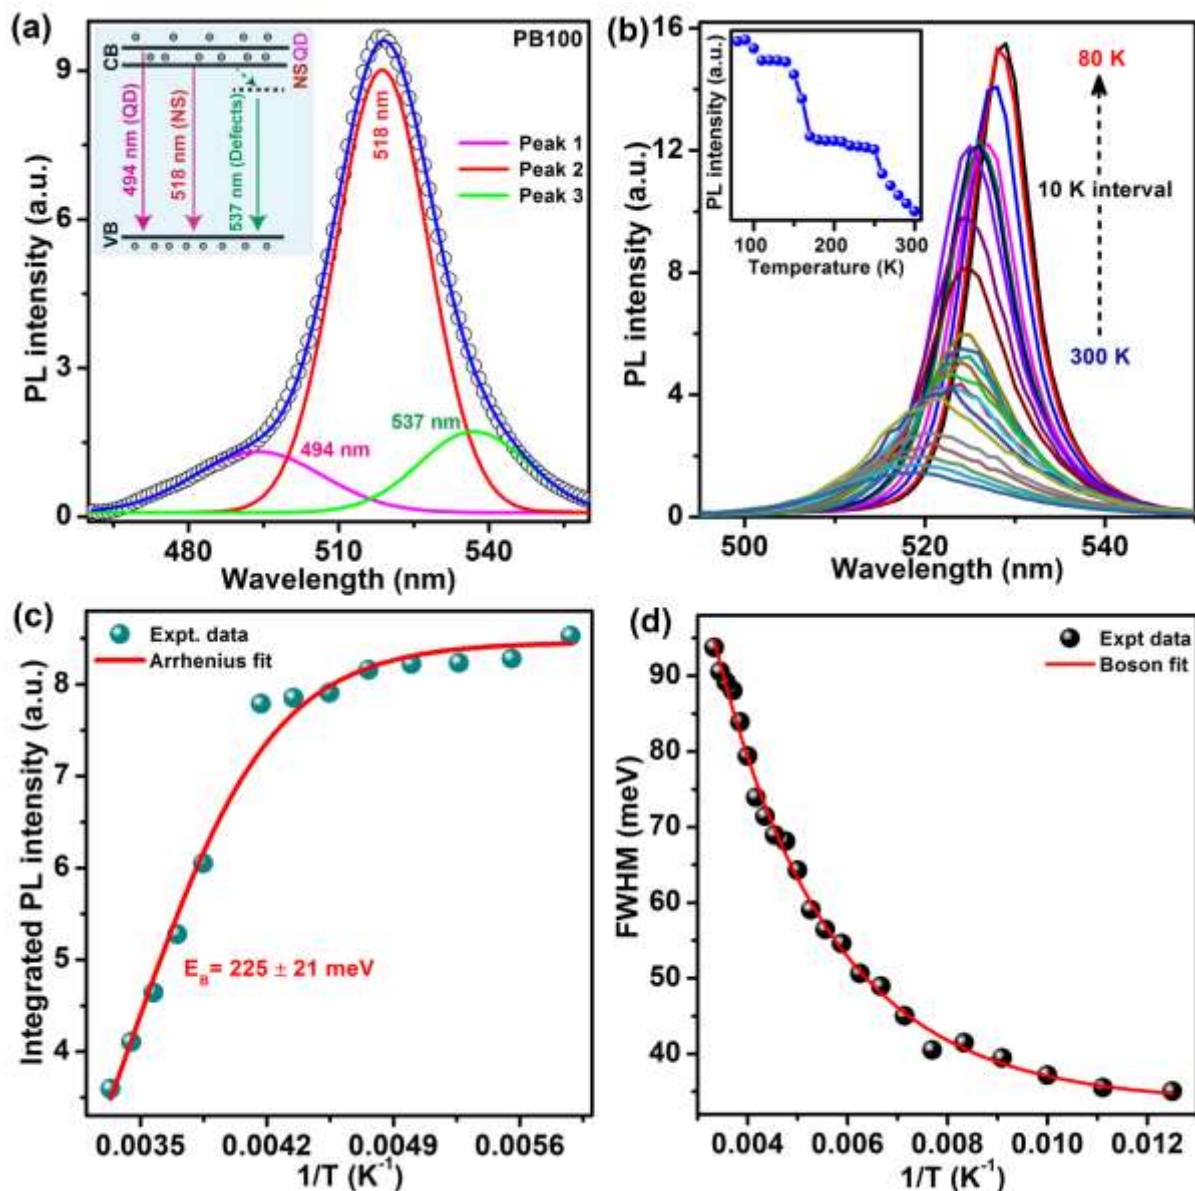 (a)
PB100
CB
VB
QD
NS
494 nm (QD)
518 nm (NS)
537 nm (Defects)
518 nm
494 nm
537 nm
Peak 1
Peak 2
Peak 3
PL intensity (a.u.)
9
6
3
0
480 510 540
Wavelength (nm)
(b)
PL intensity (a.u.)
100 200 300
Temperature (K)
80 K
10 K interval
300 K
PL intensity (a.u.)
16
12
8
4
0
500 520 540
Wavelength (nm)
(c)
Expt. data
Arrhenius fit
E_B = 225 ± 21 meV
Integrated PL intensity (a.u.)
8
7
6
5
4
0.0035 0.0042 0.0049 0.0056
1/T (K⁻¹)
(d)
Expt data
Boson fit
FWHM (meV)
90
80
70
60
50
40
0.004 0.006 0.008 0.010 0.012
1/T (K⁻¹)